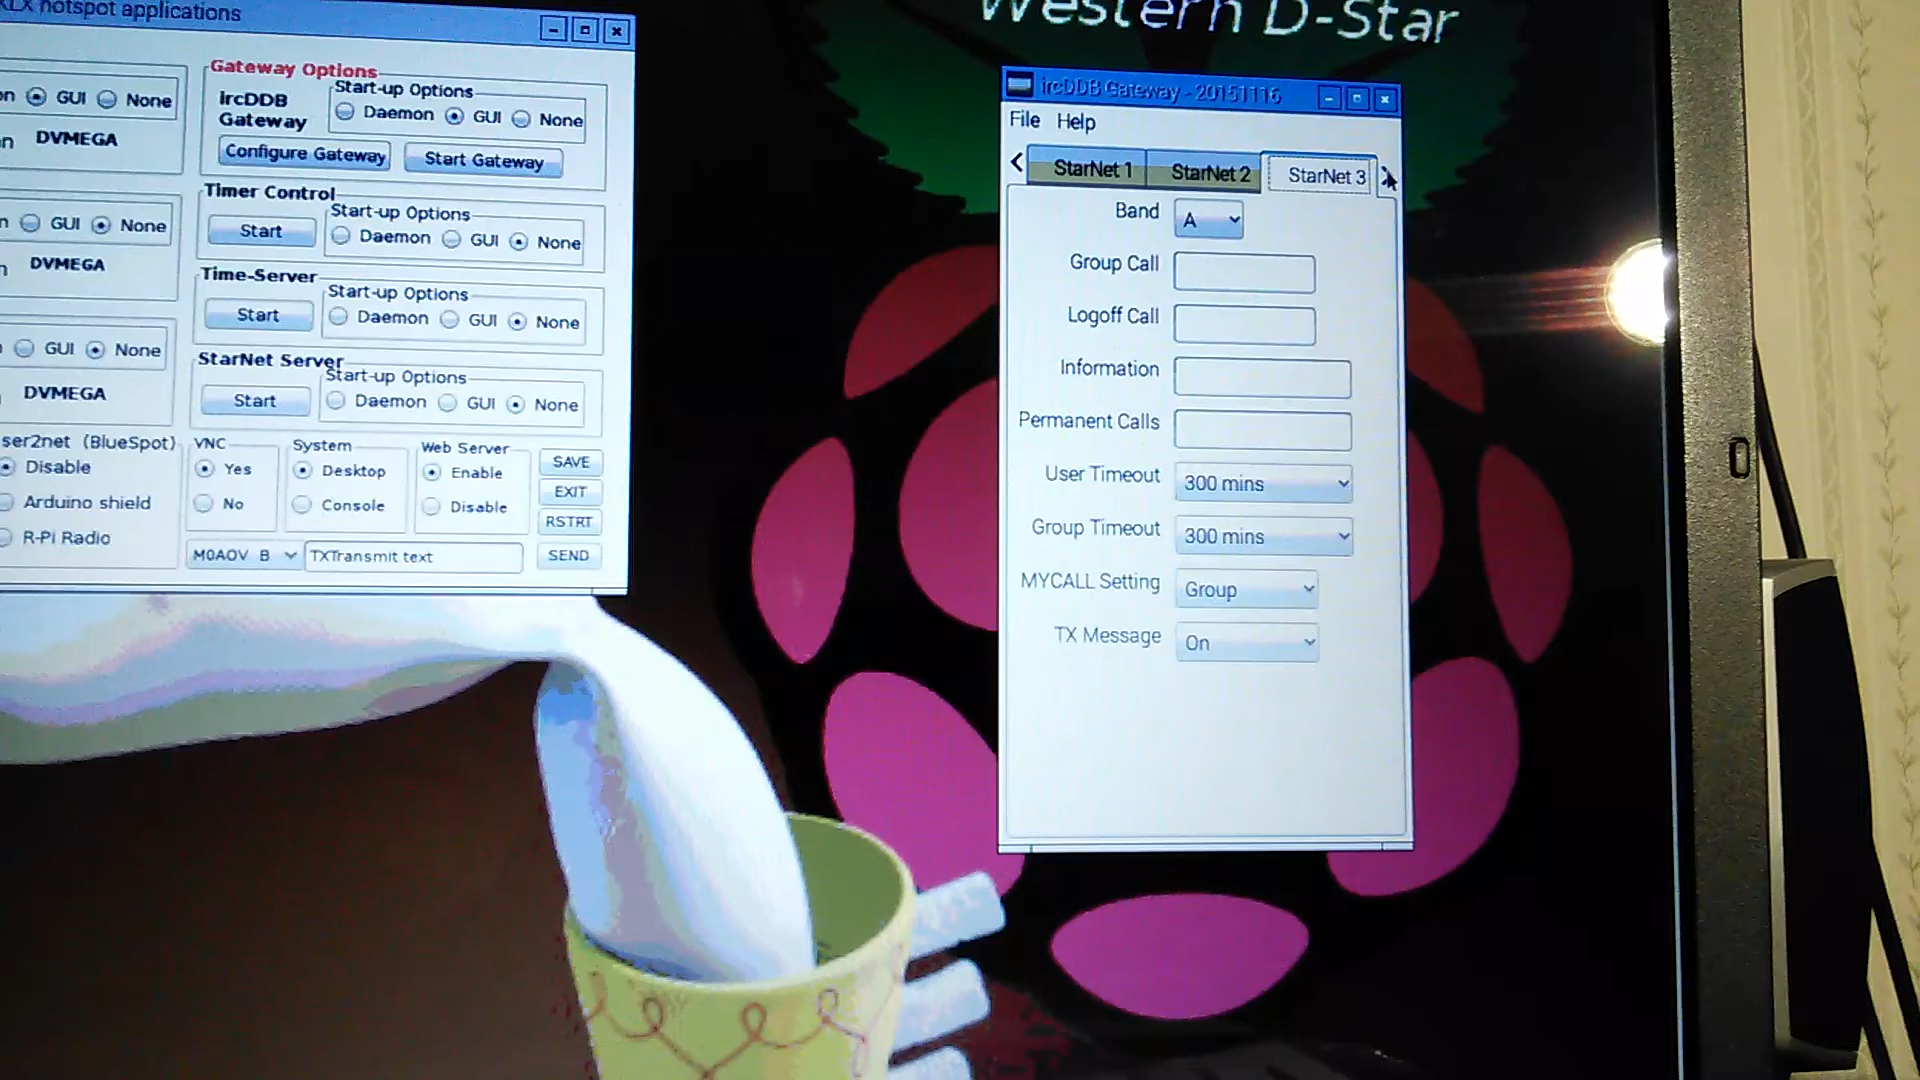 hotspot applications
GUI None
DVMEGA
GUI None
DVMEGA
GUI None
DVMEGA
ser2net (BlueSpot)
Disable
Arduino shield
R-Pi Radio
Gateway Options
ircDDB
Gateway
Start-up Options
Daemon GUI None
Configure Gateway Start Gateway
Timer Control
Start-up Options
Start Daemon GUI None
Time-Server
Start-up Options
Start Daemon GUI None
StarNet Server
Start-up Options
Start Daemon GUI None
VNC
Yes
No
System
Desktop
Console
Web Server
Enable
Disable
SAVE
EXIT
RSTRT
M0AOV B TXTransmit text SEND
Western D-Star
ircDDB Gateway - 20151116
File Help
StarNet 1 StarNet 2 StarNet 3
Band A
Group Call
Logoff Call
Information
Permanent Calls
User Timeout 300 mins
Group Timeout 300 mins
MYCALL Setting Group
TX Message On